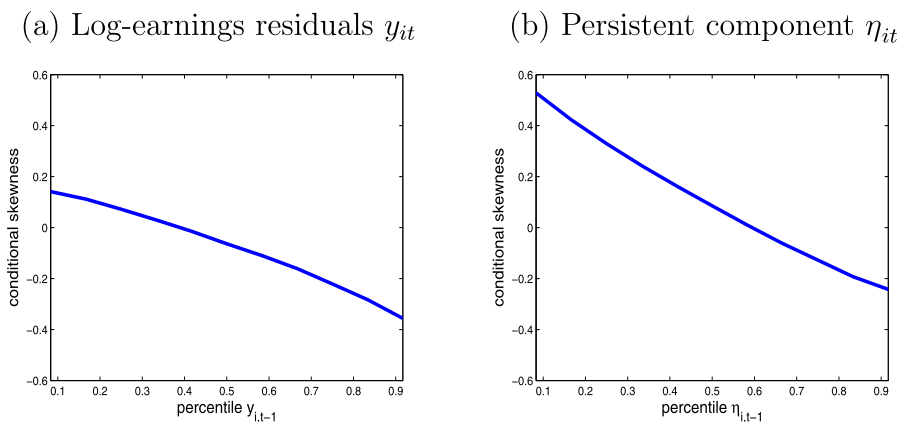 (a) Log-earnings residuals y_it
(b) Persistent component η_it
0.6
0.4
0.2
0
−0.2
−0.4
−0.6
conditional skewness
0.1 0.2 0.3 0.4 0.5 0.6 0.7 0.8 0.9
percentile y_i,t−1
0.6
0.4
0.2
0
−0.2
−0.4
−0.6
conditional skewness
0.1 0.2 0.3 0.4 0.5 0.6 0.7 0.8 0.9
percentile η_i,t−1